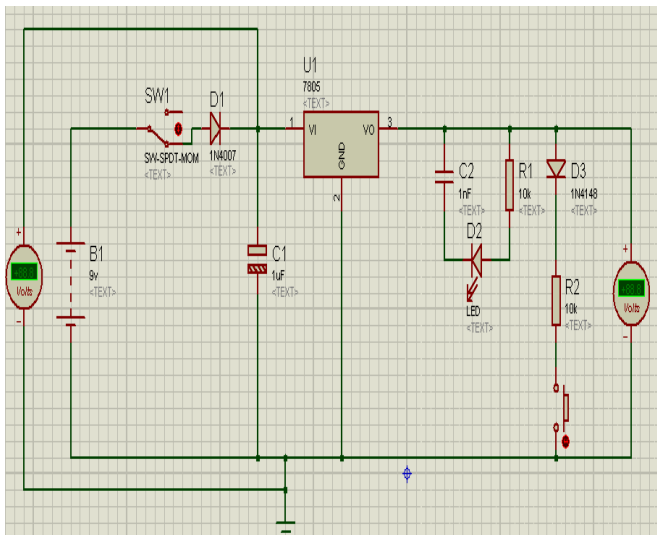 U1
7805
<TEXT>
SW1
D1
1
VI
VO
3
GND
2
SW-SPDT-MOM
<TEXT>
1N4007
<TEXT>
C2
1nF
<TEXT>
R1
10k
<TEXT>
D3
1N4148
<TEXT>
D2
LED
<TEXT>
+
Volts
-
B1
9v
<TEXT>
C1
1uF
<TEXT>
R2
10k
<TEXT>
+
Volts
-